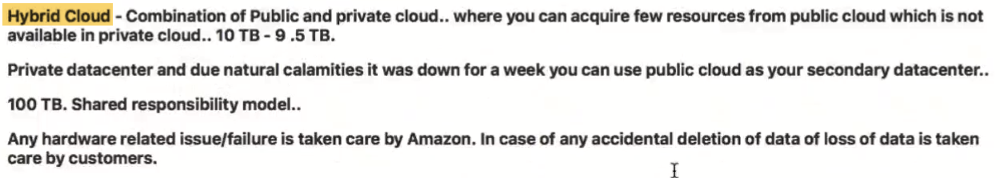 Hybrid Cloud - Combination of Public and private cloud.. where you can acquire few resources from public cloud which is not
available in private cloud.. 10 TB - 9 .5 TB.
Private datacenter and due natural calamities it was down for a week you can use public cloud as your secondary datacenter..
100 TB. Shared responsibility model..
Any hardware related issue/failure is taken care by Amazon. In case of any accidental deletion of data of loss of data is taken
care by customers.